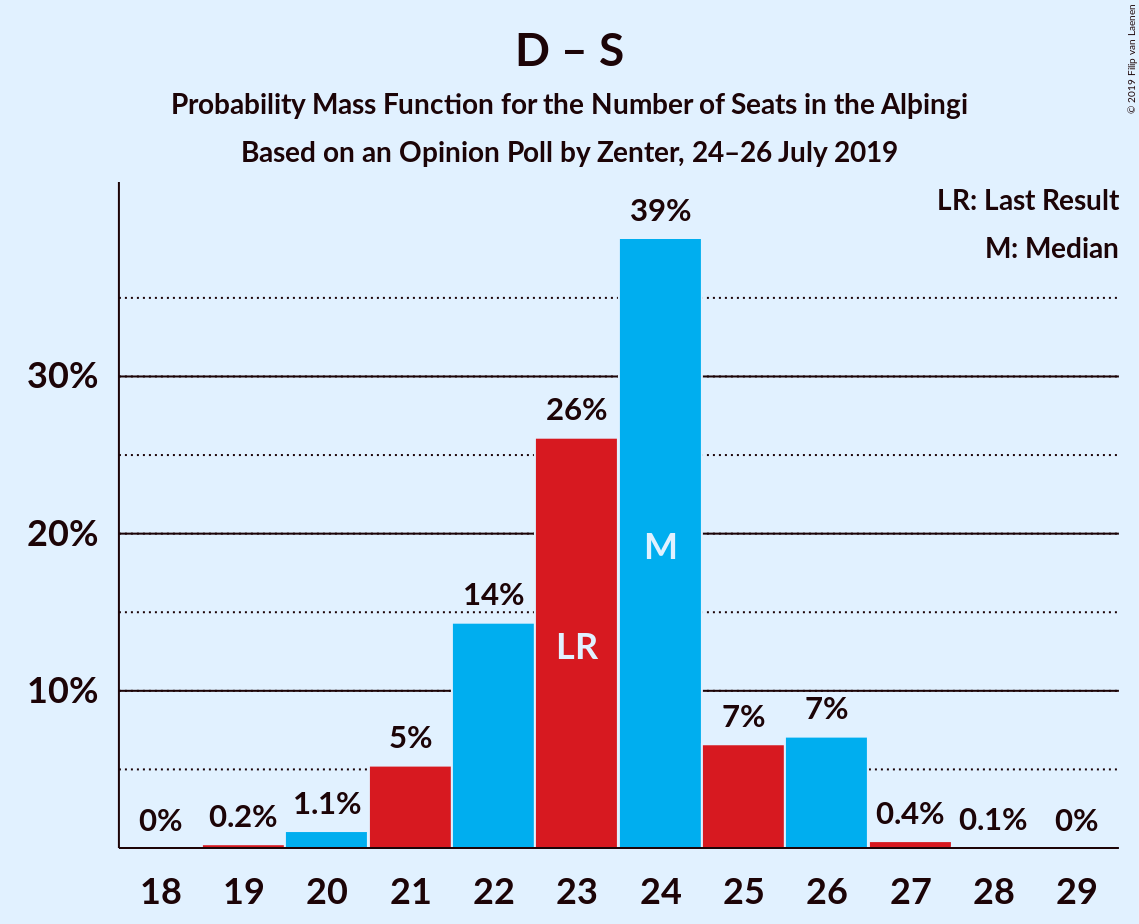 D – S
Probability Mass Function for the Number of Seats in the Alþingi
Based on an Opinion Poll by Zenter, 24–26 July 2019
© 2019 Filip van Laenen
LR: Last Result
M: Median
39%
30%
26%
20%
M
14%
LR
10%
5%
7%
7%
0%
0.2%
1.1%
0.4%
0.1%
0%
18 19 20 21 22 23 24 25 26 27 28 29